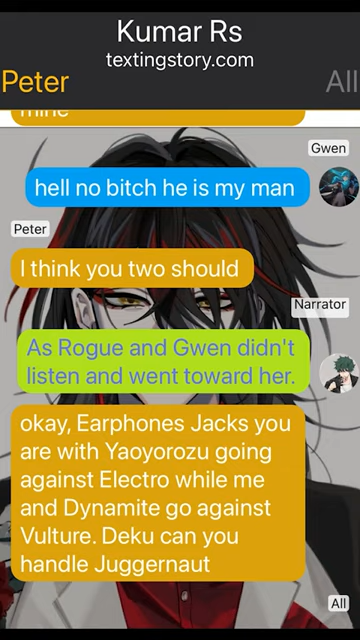 Kumar Rs
textingstory.com
Peter
All
mine
Gwen
hell no bitch he is my man
Peter
I think you two should
Narrator
As Rogue and Gwen didn't
listen and went toward her.
okay, Earphones Jacks you
are with Yaoyorozu going
against Electro while me
and Dynamite go against
Vulture. Deku can you
handle Juggernaut
All